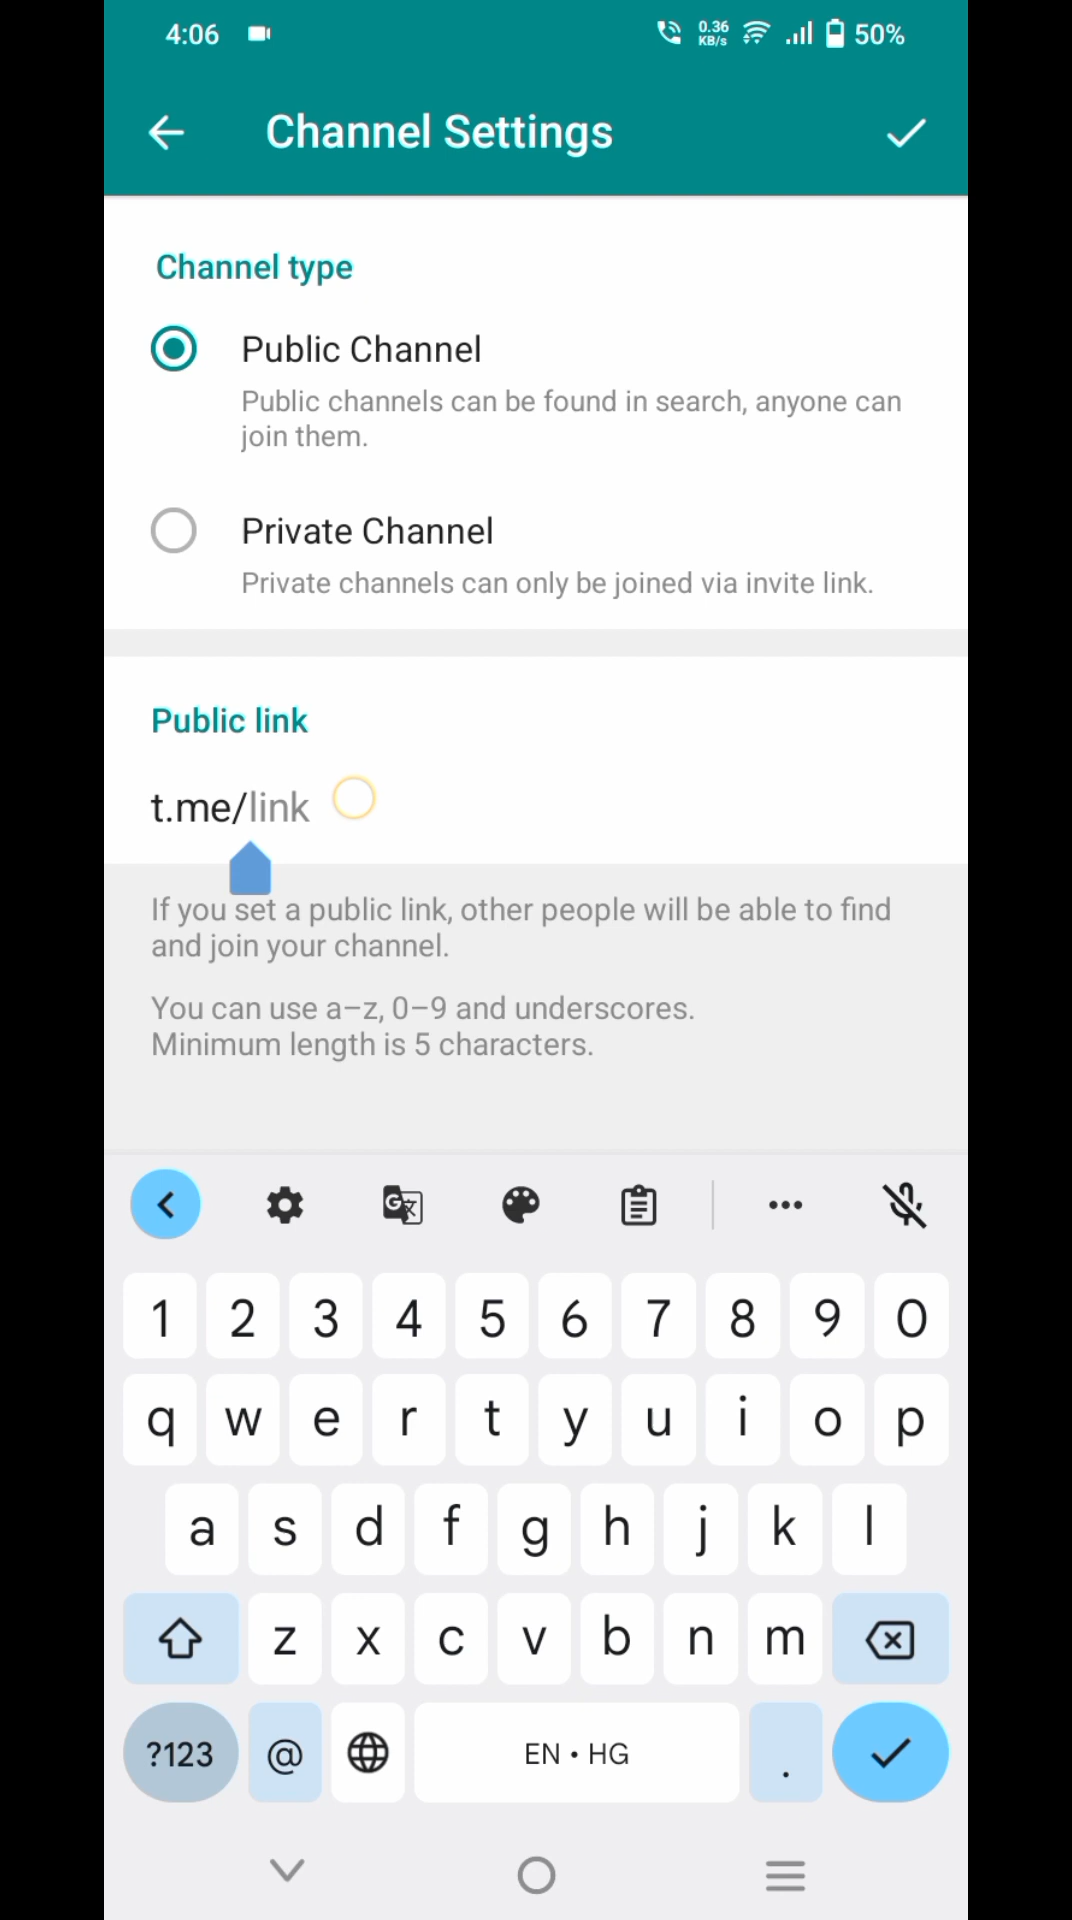 4:06 0.36 KB/s 50%
Channel Settings
Channel type
Public Channel
Public channels can be found in search, anyone can
join them.
Private Channel
Private channels can only be joined via invite link.
Public link
t.me/link
If you set a public link, other people will be able to find
and join your channel.
You can use a–z, 0–9 and underscores.
Minimum length is 5 characters.
1 2 3 4 5 6 7 8 9 0
q w e r t y u i o p
a s d f g h j k l
z x c v b n m
?123 @ EN • HG .